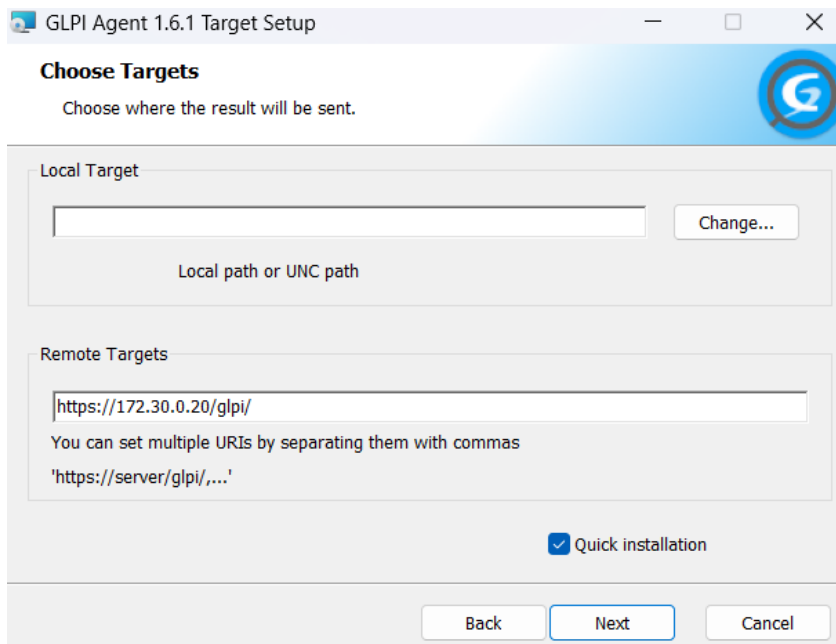 GLPI Agent 1.6.1 Target Setup
Choose Targets
Choose where the result will be sent.
Local Target
Change...
Local path or UNC path
Remote Targets
https://172.30.0.20/glpi/
You can set multiple URIs by separating them with commas
'https://server/glpi/,...'
Quick installation
Back Next Cancel